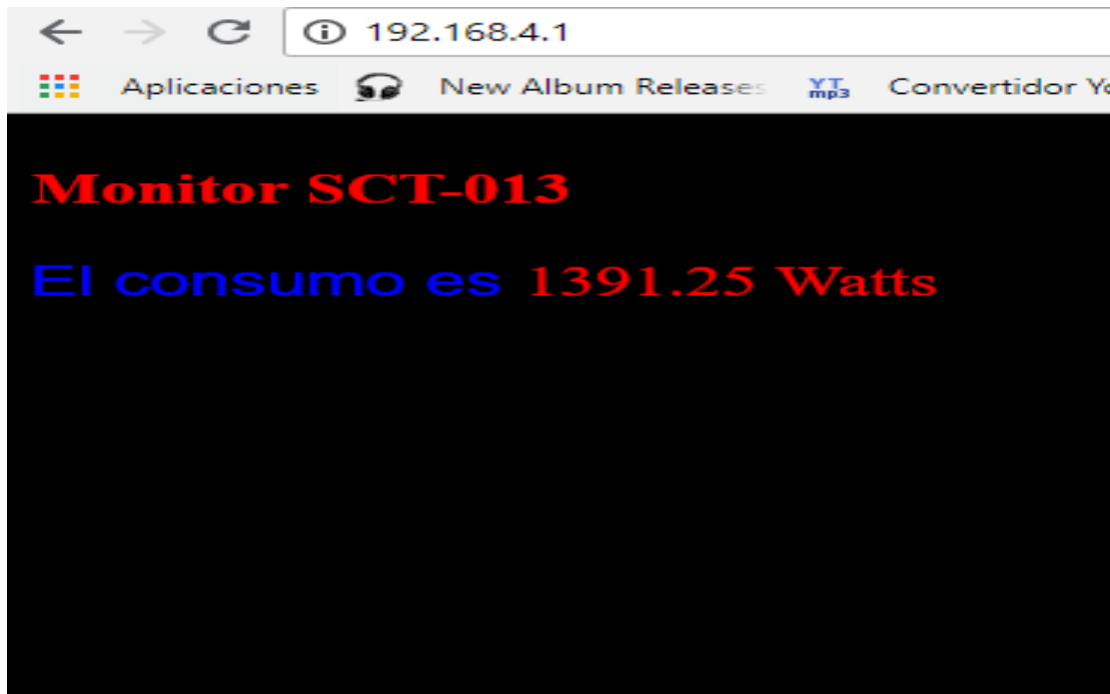 192.168.4.1
Aplicaciones New Album Releases YT mp3 Convertidor
Monitor SCT-013
El consumo es 1391.25 Watts